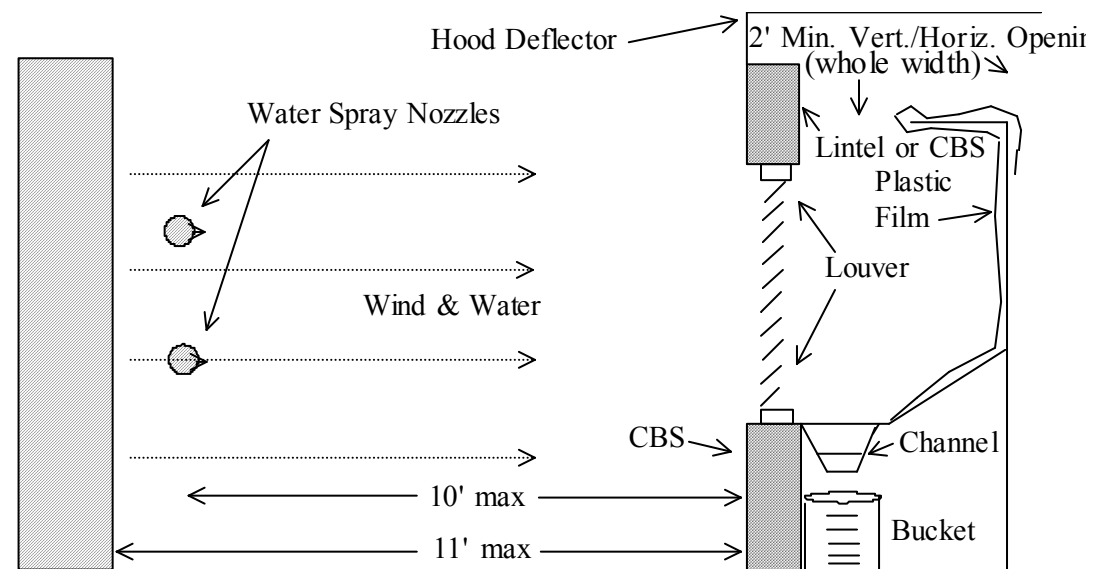 Hood Deflector
2' Min. Vert./Horiz. Openin
(whole width)
Water Spray Nozzles
Lintel or CBS
Plastic
Film
Louver
Wind & Water
CBS
Channel
10' max
Bucket
11' max